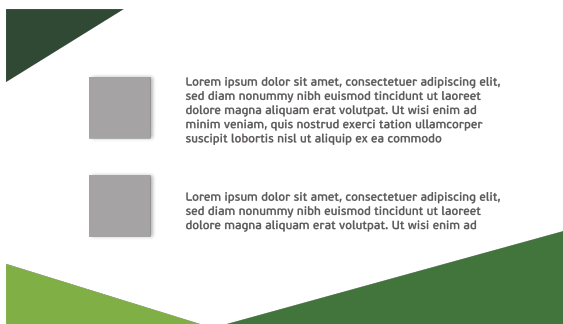 Lorem ipsum dolor sit amet, consectetuer adipiscing elit,
sed diam nonummy nibh euismod tincidunt ut laoreet
dolore magna aliquam erat volutpat. Ut wisi enim ad
minim veniam, quis nostrud exerci tation ullamcorper
suscipit lobortis nisl ut aliquip ex ea commodo
Lorem ipsum dolor sit amet, consectetuer adipiscing elit,
sed diam nonummy nibh euismod tincidunt ut laoreet
dolore magna aliquam erat volutpat. Ut wisi enim ad